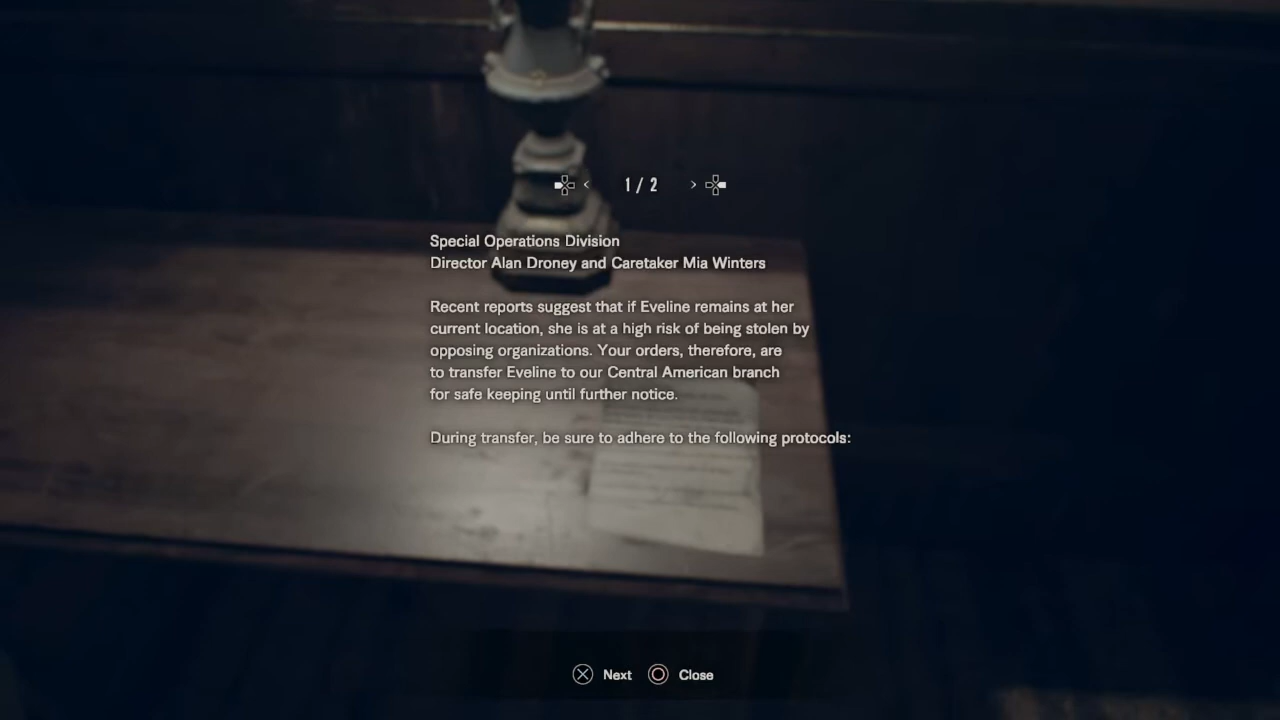 < 1 / 2 >
Special Operations Division
Director Alan Droney and Caretaker Mia Winters
Recent reports suggest that if Eveline remains at her
current location, she is at a high risk of being stolen by
opposing organizations. Your orders, therefore, are
to transfer Eveline to our Central American branch
for safe keeping until further notice.
During transfer, be sure to adhere to the following protocols:
Next Close